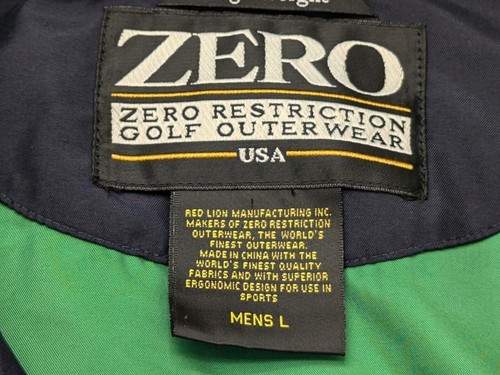 ZERO
ZERO RESTRICTION
GOLF OUTERWEAR
USA
RED LION MANUFACTURING INC.
MAKERS OF ZERO RESTRICTION
OUTERWEAR, THE WORLD'S
FINEST OUTERWEAR.
MADE IN CHINA WITH THE
WORLD'S FINEST QUALITY
FABRICS AND WITH SUPERIOR
ERGONOMIC DESIGN FOR USE IN
SPORTS
MENS L